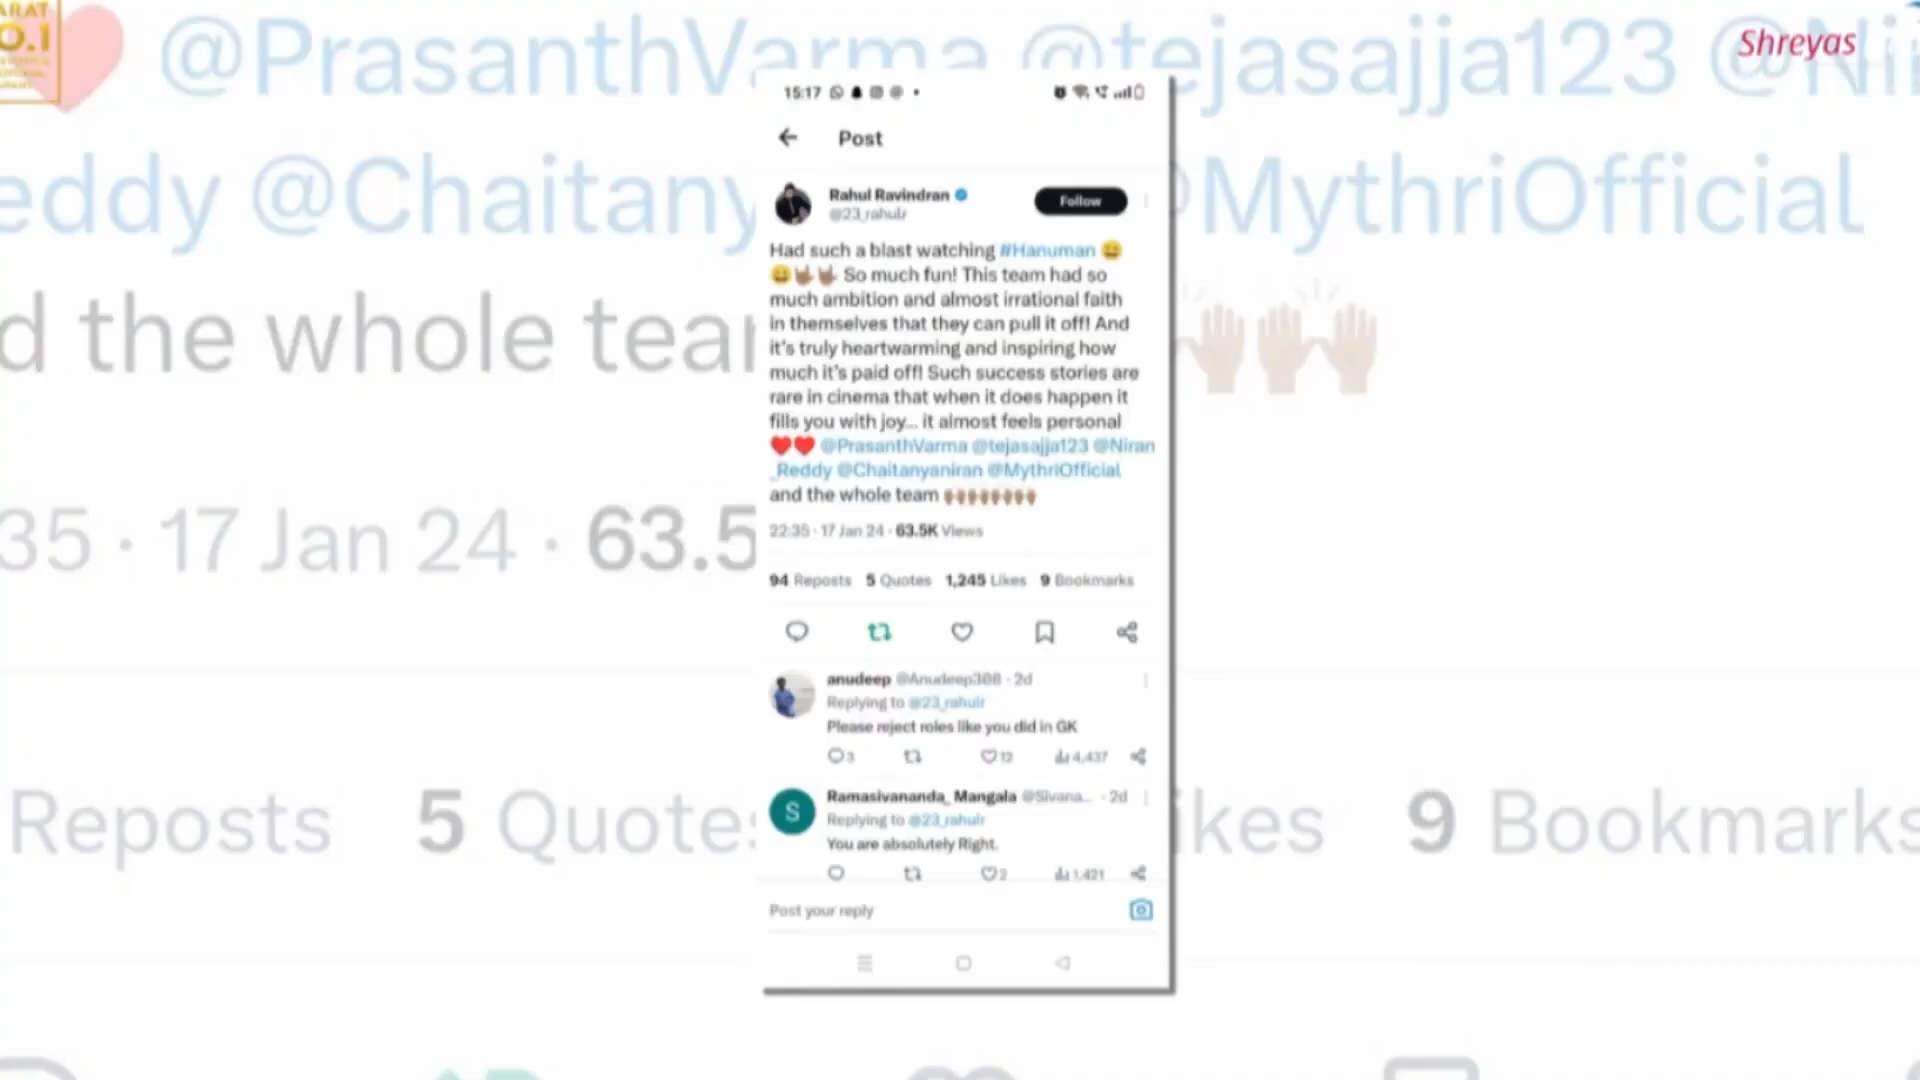 ARAT
O.1
@PrasanthVarma @tejasajja123 @Ni
Shreyas
eddy @Chaitany
@MythriOfficial
d the whole tea
35 · 17 Jan 24 · 63.5
Reposts 5 Quotes
ikes 9 Bookmarks
15:17
Post
Rahul Ravindran
@23_rahulr
Follow
Had such a blast watching #Hanuman 😀
😀🤟🏽🤟🏽 So much fun! This team had so
much ambition and almost irrational faith
in themselves that they can pull it off! And
it's truly heartwarming and inspiring how
much it's paid off! Such success stories are
rare in cinema that when it does happen it
fills you with joy... it almost feels personal
❤️❤️ @PrasanthVarma @tejasajja123 @Niran
_Reddy @Chaitanyaniran @MythriOfficial
and the whole team 🙌🏽🙌🏽🙌🏽🙌🏽
22:35 · 17 Jan 24 · 63.5K Views
94 Reposts 5 Quotes 1,245 Likes 9 Bookmarks
anudeep @Anudeep308 · 2d
Replying to @23_rahulr
Please reject roles like you did in GK
3 12 4,437
S
Ramasivananda_ Mangala @Sivana... · 2d
Replying to @23_rahulr
You are absolutely Right.
2 1,421
Post your reply